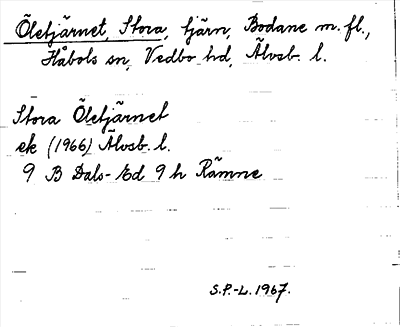 Öletjärnet, Stora, tjärn, Bodane m. fl.,
Håbols sn, Vedbo hd, Älvsb. l.
Stora Öletjärnet
ek (1966) Älvsb. l.
9 B Dals-Ed 9 h Rämne
S.P.-L. 1967.